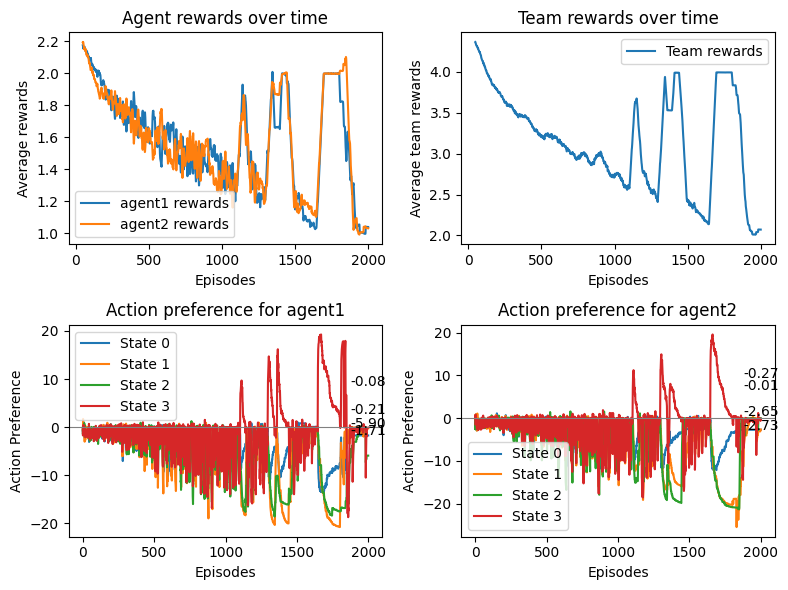 Agent rewards over time
2.2
2.0
1.8
1.6
1.4
1.2
1.0
Average rewards
agent1 rewards
agent2 rewards
0
500
1000
1500
2000
Episodes
Team rewards over time
Team rewards
4.0
3.5
3.0
2.5
2.0
Average team rewards
0
500
1000
1500
2000
Episodes
Action preference for agent1
20
10
0
−10
−20
Action Preference
State 0
State 1
State 2
State 3
-0.08
-0.21
-5.90
-1.71
0
500
1000
1500
2000
Episodes
Action preference for agent2
20
10
0
−10
−20
Action Preference
State 0
State 1
State 2
State 3
-0.27
-0.01
-2.65
-2.73
0
500
1000
1500
2000
Episodes